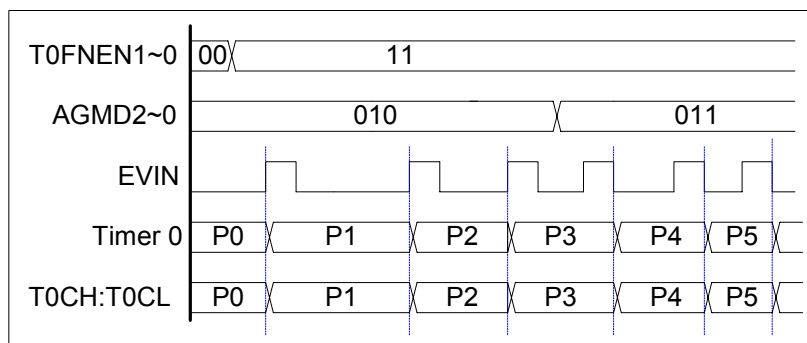 T0FNEN1~0 00 11
AGMD2~0 010 011
EVIN
Timer 0 P0 P1 P2 P3 P4 P5
T0CH:T0CL P0 P1 P2 P3 P4 P5